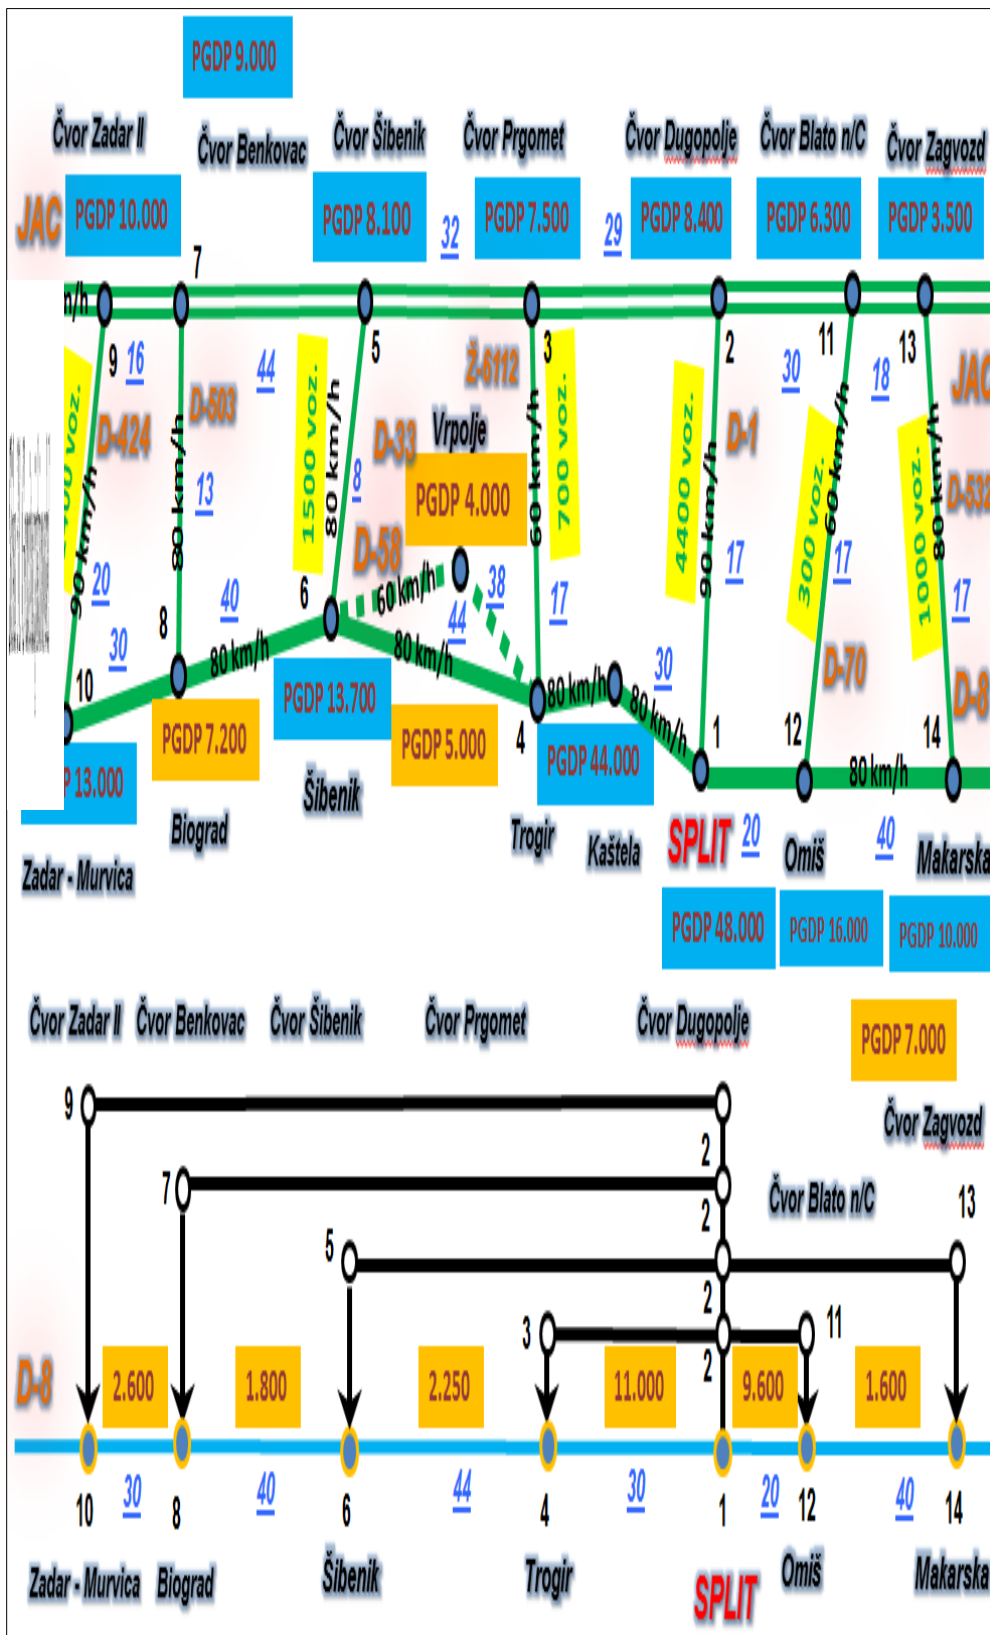 PGDP 9.000
Čvor Zadar II
Čvor Benkovac
Čvor Šibenik
Čvor Prgomet
Čvor Dugopolje
Čvor Blato n/C
Čvor Zagvozd
JAC
PGDP 10.000
PGDP 8.100
32
PGDP 7.500
29
PGDP 8.400
PGDP 6.300
PGDP 3.500
7
9
16
44
5
3
2
30
11
18
13
D-424
D-503
D-33
Ž-6112
Vrpolje
D-1
JAC
D-532
90 km/h
80 km/h
1500 voz.
80 km/h
60 km/h
700 voz.
4400 voz.
90 km/h
60 km/h
300 voz.
1000 voz.
80 km/h
13
8
PGDP 4.000
D-58
60 km/h
38
20
40
6
44
17
17
17
17
30
8
80 km/h
80 km/h
80 km/h
30
80 km/h
D-70
D-8
10
PGDP 13.700
PGDP 7.200
PGDP 5.000
4
PGDP 44.000
1
12
80 km/h
14
13.000
Zadar - Murvica
Biograd
Šibenik
Trogir
Kaštela
SPLIT
20
Omiš
40
Makarska
PGDP 48.000
PGDP 16.000
PGDP 10.000
Čvor Zadar II
Čvor Benkovac
Čvor Šibenik
Čvor Prgomet
Čvor Dugopolje
PGDP 7.000
Čvor Zagvozd
9
2
7
2
Čvor Blato n/C
13
5
2
3
2
11
D-8
2.600
1.800
2.250
11.000
9.600
1.600
30
40
44
30
20
40
10
8
6
4
1
12
14
Zadar - Murvica
Biograd
Šibenik
Trogir
SPLIT
Omiš
Makarska